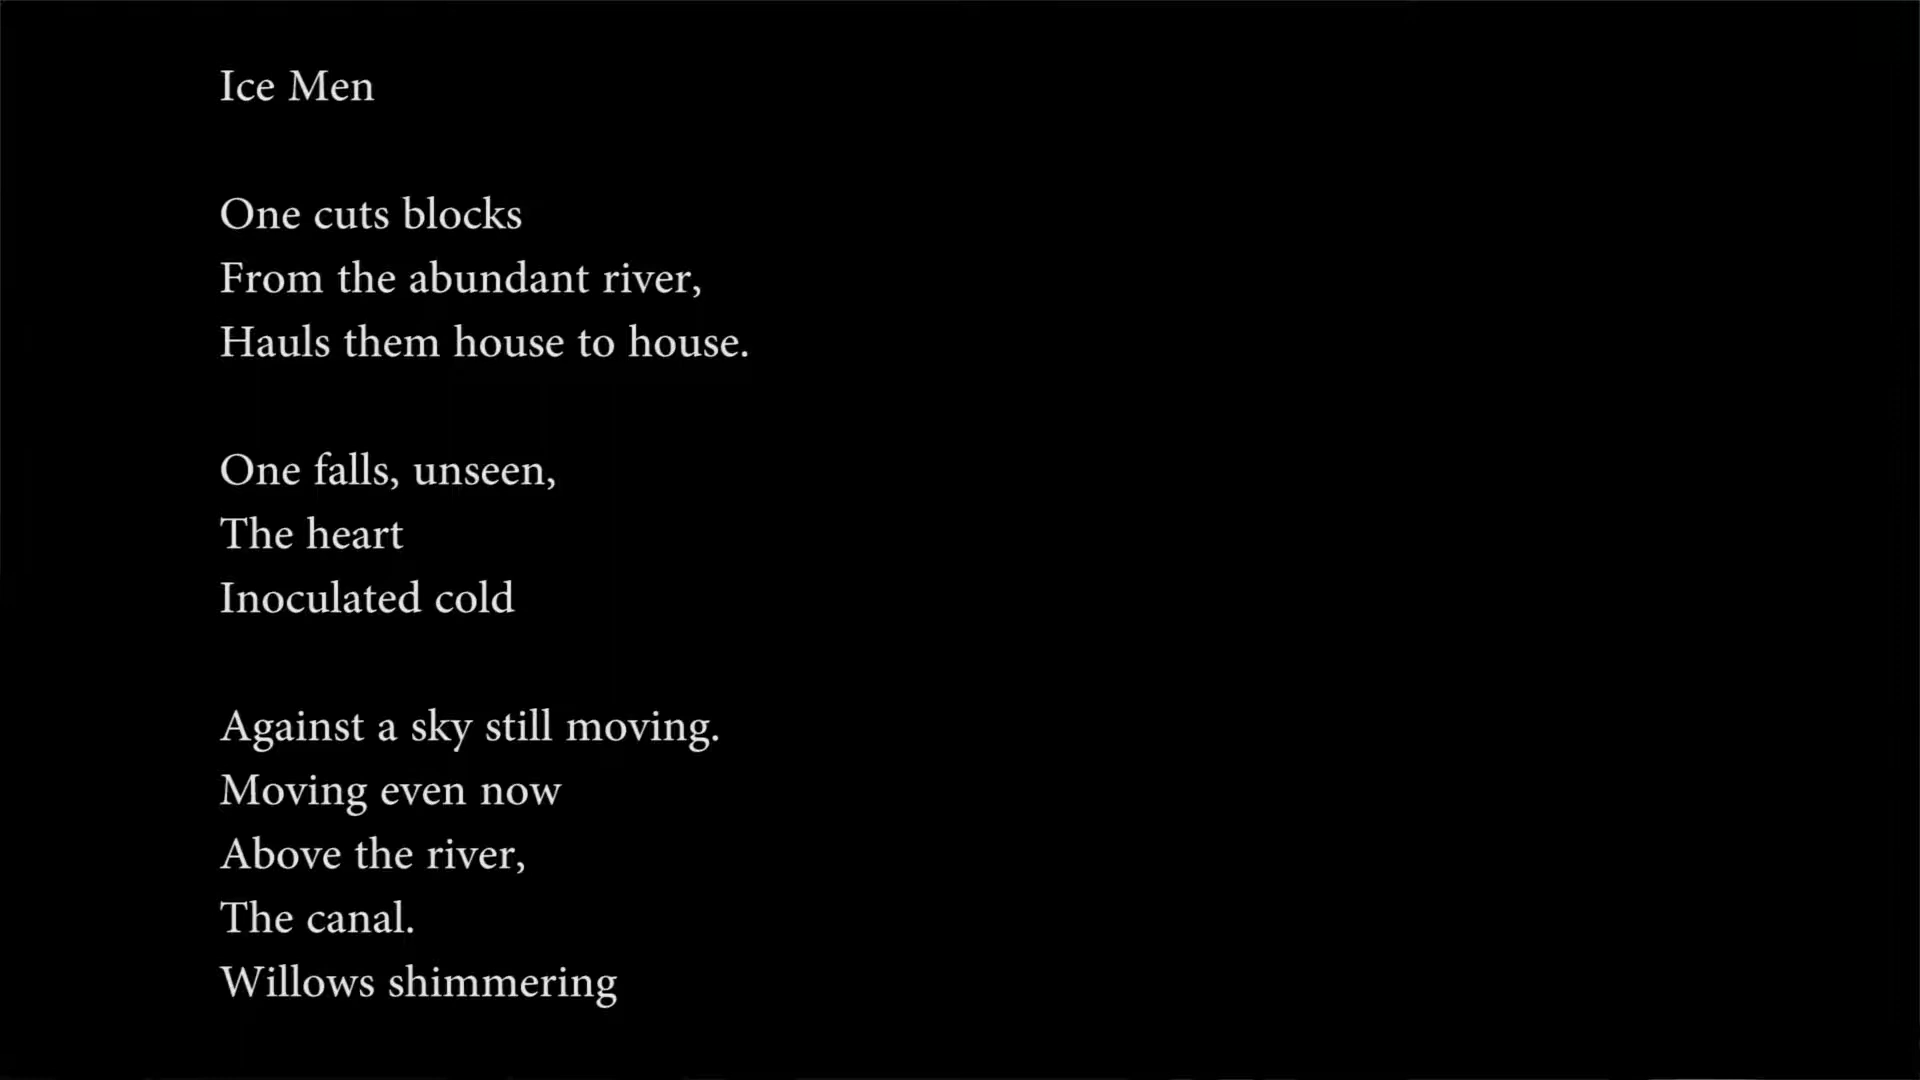 Ice Men
One cuts blocks
From the abundant river,
Hauls them house to house.
One falls, unseen,
The heart
Inoculated cold
Against a sky still moving.
Moving even now
Above the river,
The canal.
Willows shimmering